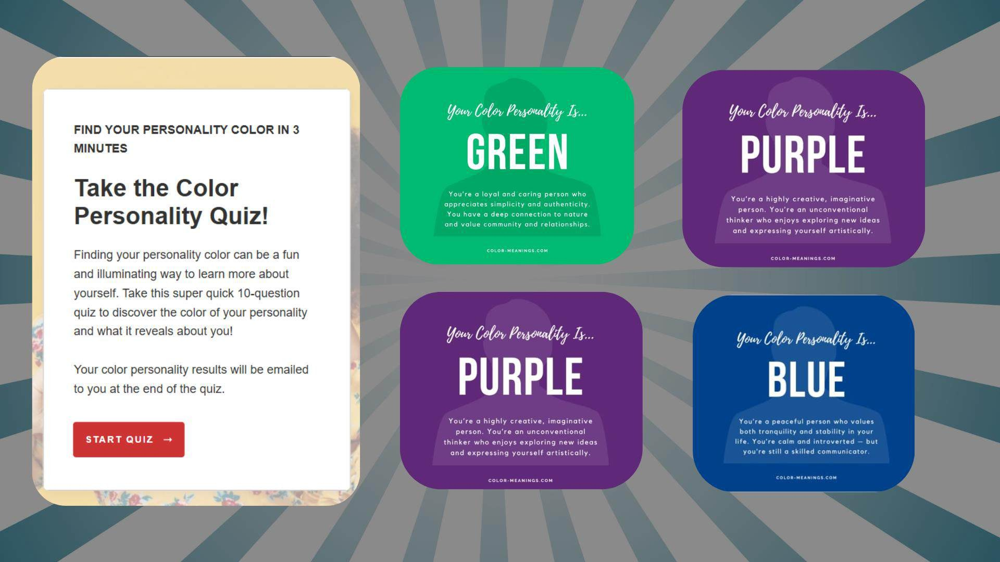 FIND YOUR PERSONALITY COLOR IN 3
MINUTES
Take the Color
Personality Quiz!
Finding your personality color can be a fun
and illuminating way to learn more about
yourself. Take this super quick 10-question
quiz to discover the color of your personality
and what it reveals about you!
Your color personality results will be emailed
to you at the end of the quiz.
START QUIZ →
Your Color Personality Is...
GREEN
You're a loyal and caring person who
appreciates simplicity and authenticity.
You have a deep connection to nature
and value community and relationships.
COLOR-MEANINGS.COM
Your Color Personality Is...
PURPLE
You're a highly creative, imaginative
person. You're an unconventional
thinker who enjoys exploring new ideas
and expressing yourself artistically.
COLOR-MEANINGS.COM
Your Color Personality Is...
PURPLE
You're a highly creative, imaginative
person. You're an unconventional
thinker who enjoys exploring new ideas
and expressing yourself artistically.
COLOR-MEANINGS.COM
Your Color Personality Is...
BLUE
You're a peaceful person who values
both tranquility and stability in your
life. You're calm and introverted — but
you're still a skilled communicator.
COLOR-MEANINGS.COM